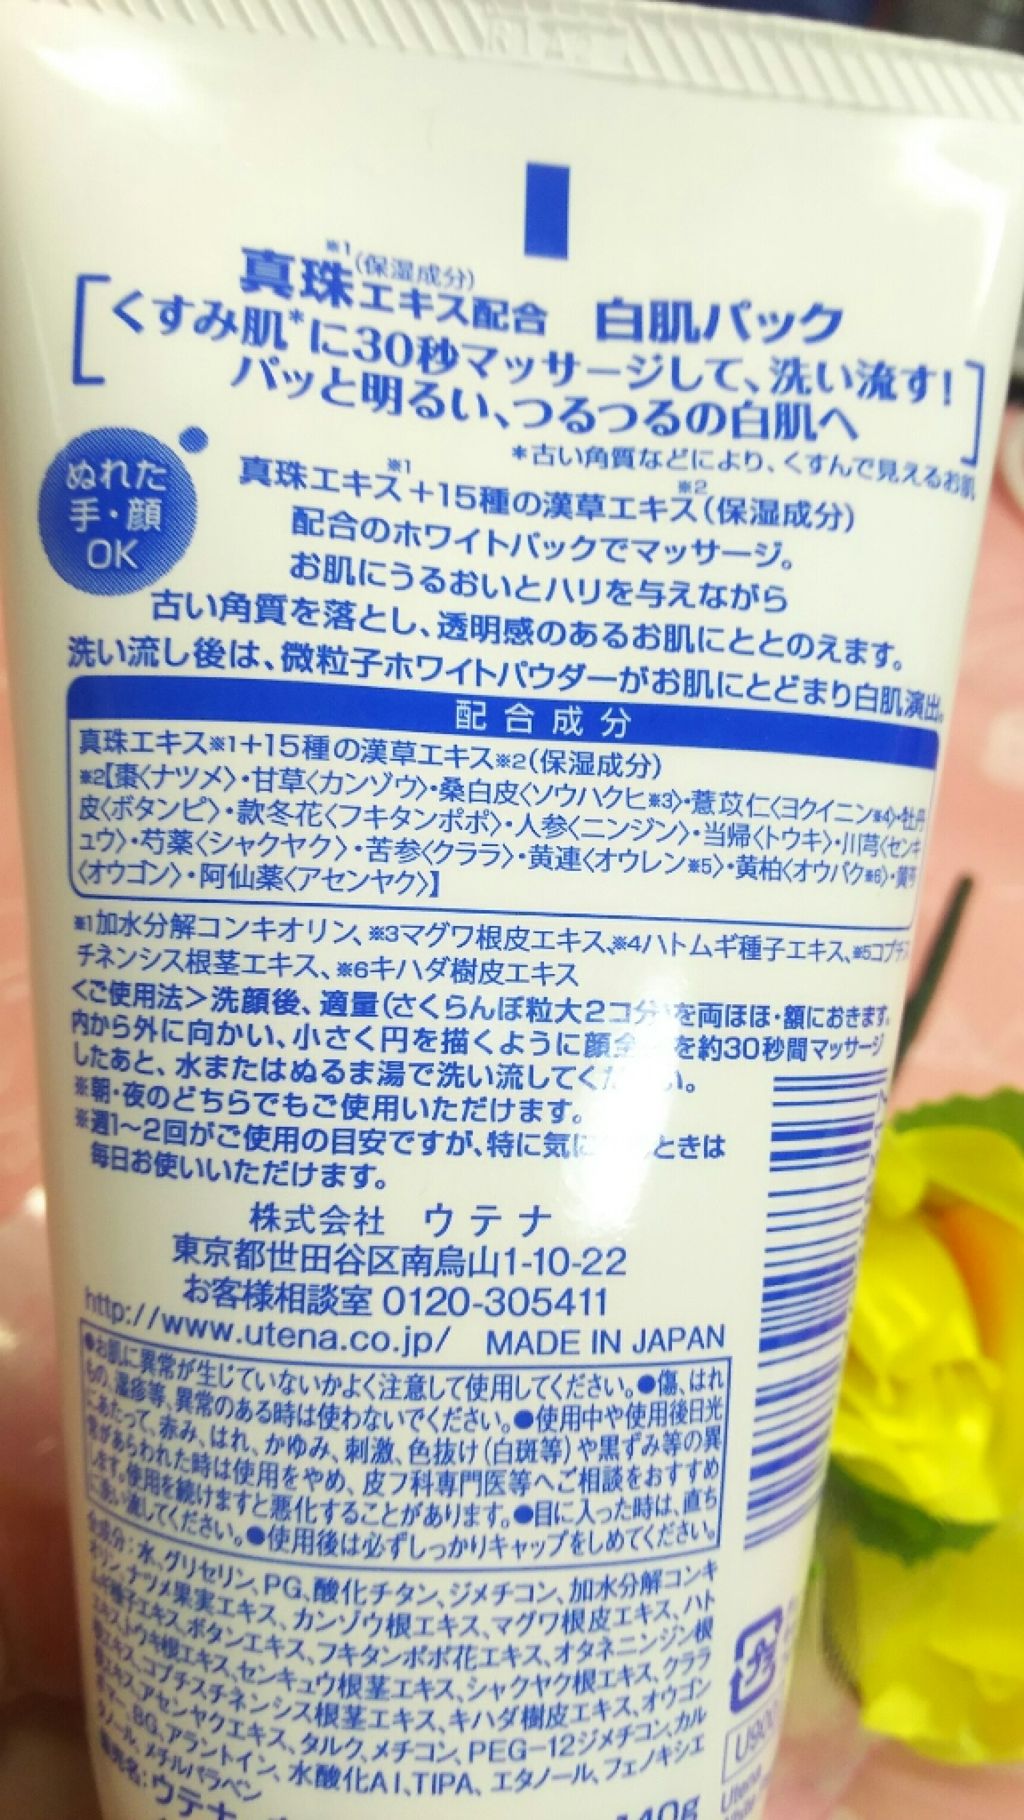 真珠※1(保湿成分)エキス配合 白肌パック
くすみ肌*に30秒マッサージして、洗い流す!
パッと明るい、つるつるの白肌へ
*古い角質などにより、くすんで見えるお肌
ぬれた
手・顔
OK
真珠エキス※1+15種の漢草エキス※2(保湿成分)
配合のホワイトパックでマッサージ。
お肌にうるおいとハリを与えながら
古い角質を落とし、透明感のあるお肌にととのえます。
洗い流し後は、微粒子ホワイトパウダーがお肌にとどまり白肌演出。
配合成分
真珠エキス※1+15種の漢草エキス※2(保湿成分)
※2【棗〈ナツメ〉・甘草〈カンゾウ〉・桑白皮〈ソウハクヒ※3〉・薏苡仁〈ヨクイニン※4〉・牡丹
皮〈ボタンピ〉・款冬花〈フキタンポポ〉・人参〈ニンジン〉・当帰〈トウキ〉・川芎〈センキ
ュウ〉・芍薬〈シャクヤク〉・苦参〈クララ〉・黄連〈オウレン※5〉・黄柏〈オウバク※6〉・黄芩
〈オウゴン〉・阿仙薬〈アセンヤク〉】
※1加水分解コンキオリン、※3マグワ根皮エキス、※4ハトムギ種子エキス、※5コプチス
チネンシス根茎エキス、※6キハダ樹皮エキス
<ご使用法>洗顔後、適量(さくらんぼ粒大2コ分)を両ほほ・額におきます。
内から外に向かい、小さく円を描くように顔全 を約30秒間マッサージ
したあと、水またはぬるま湯で洗い流してくだ い。
※朝・夜のどちらでもご使用いただけます。
※週1~2回がご使用の目安ですが、特に気に ときは
毎日お使いいただけます。
株式会社 ウテナ
東京都世田谷区南烏山1-10-22
お客様相談室 0120-305411
http://www.utena.co.jp/ MADE IN JAPAN
●お肌に異常が生じていないかよく注意して使用してください。●傷、はれ
もの、湿疹等、異常のある時は使わないでください。●使用中や使用後日光
にあたって、赤み、はれ、かゆみ、刺激、色抜け(白斑等)や黒ずみ等の異
常があらわれた時は使用をやめ、皮フ科専門医等へご相談をおすすめ
します。使用を続けますと悪化することがあります。●目に入った時は、直ち
に洗い流してください。●使用後は必ずしっかりキャップをしめてください。
全成分:水、グリセリン、PG、酸化チタン、ジメチコン、加水分解コンキ
オリン、ナツメ果実エキス、カンゾウ根エキス、マグワ根皮エキス、ハト
ムギ種子エキス、ボタンエキス、フキタンポポ花エキス、オタネニンジン根
エキス、トウキ根エキス、センキュウ根茎エキス、シャクヤク根エキス、クララ
根エキス、コプチスチネンシス根茎エキス、キハダ樹皮エキス、オウゴン
根エキス、アセンヤクエキス、タルク、メチコン、PEG-12ジメチコン、カル
ボマー、BG、アラントイン、水酸化Al、TIPA、エタノール、フェノキシエ
タノール、メチルパラベン
販売名:ウテナ
140g
プラ
Utena